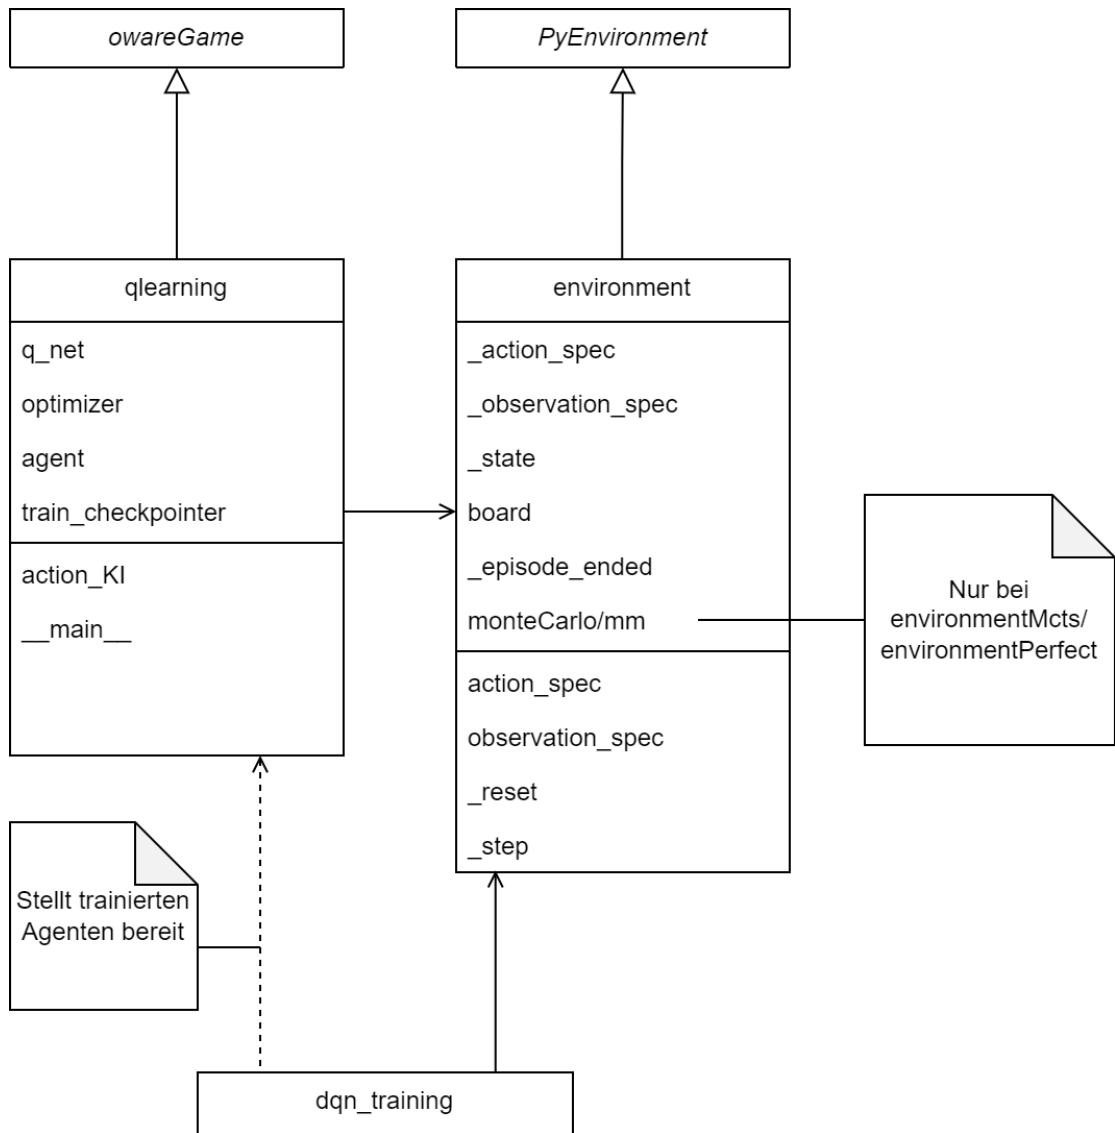 owareGame
PyEnvironment
qlearning
q_net
optimizer
agent
train_checkpointer
action_KI
__main__
environment
_action_spec
_observation_spec
_state
board
_episode_ended
monteCarlo/mm
action_spec
observation_spec
_reset
_step
Nur bei
environmentMcts/
environmentPerfect
Stellt trainierten
Agenten bereit
dqn_training